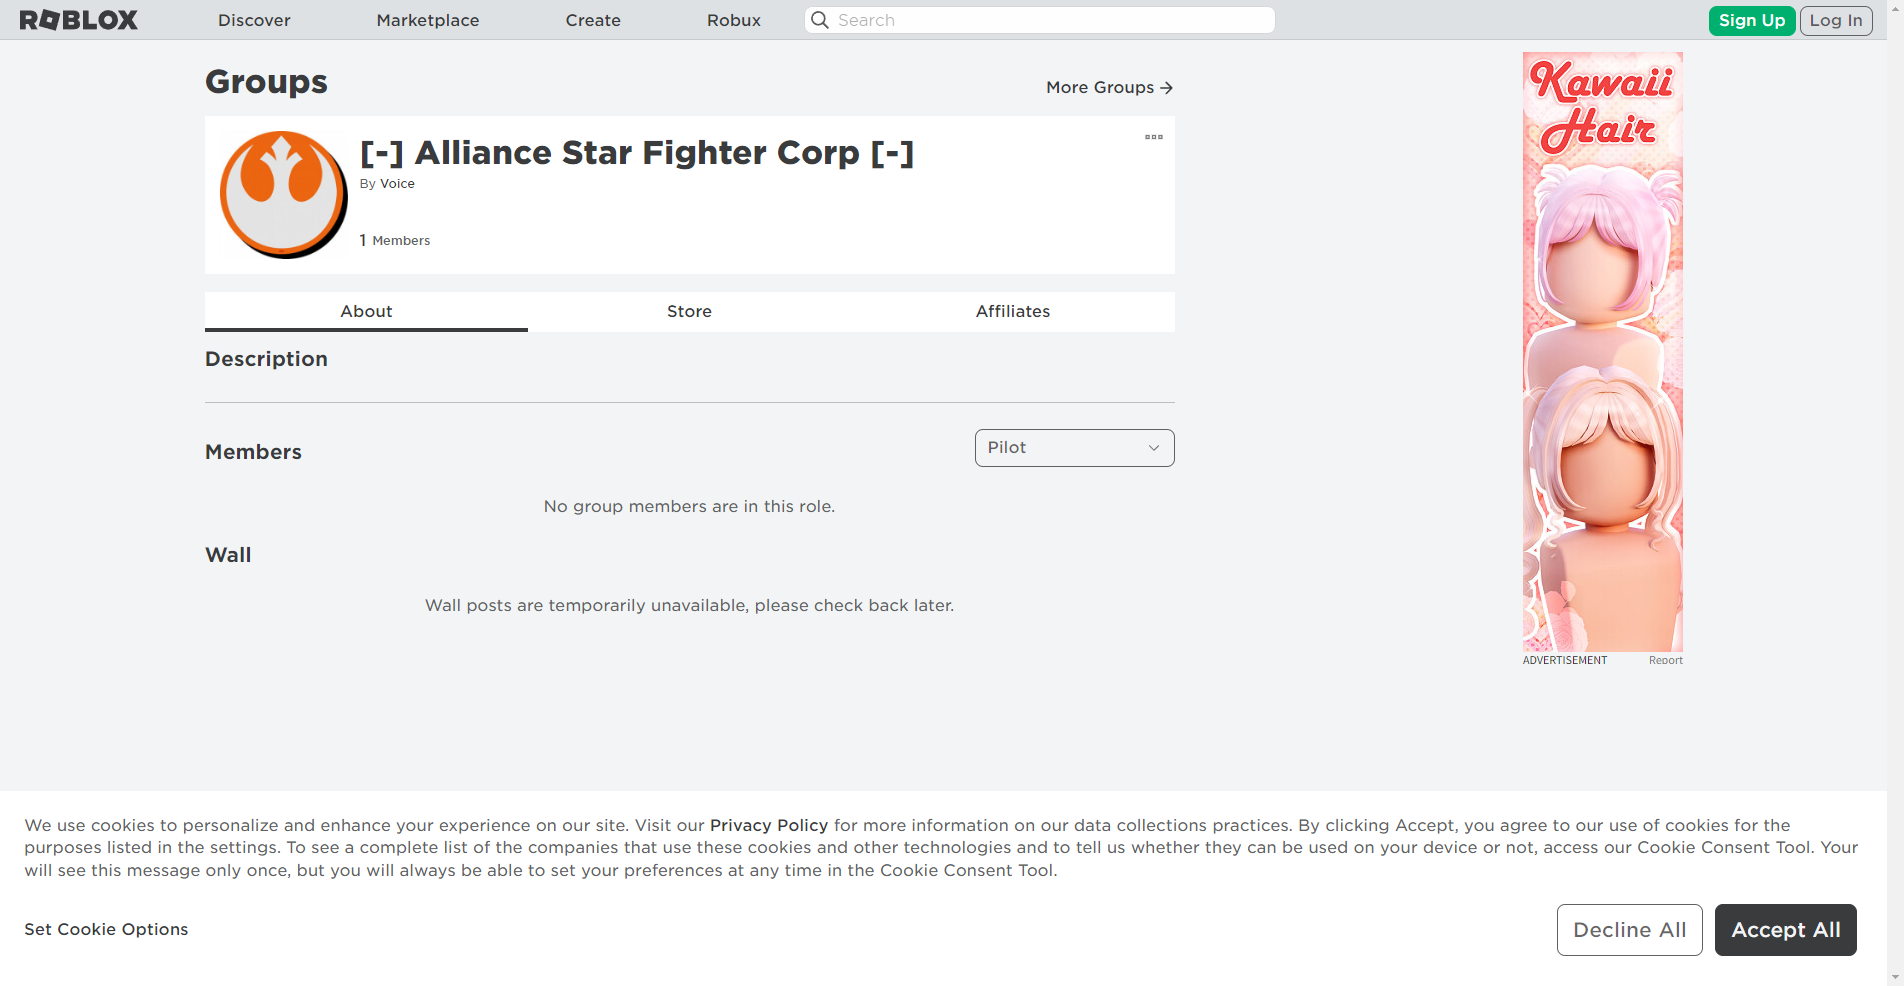 ROBLOX
Discover
Marketplace
Create
Robux
Search
Sign Up
Log In
Groups
More Groups →
[-] Alliance Star Fighter Corp [-]
By Voice
1 Members
About
Store
Affiliates
Description
Members
Pilot
No group members are in this role.
Wall
Wall posts are temporarily unavailable, please check back later.
Kawaii
Hair
ADVERTISEMENT
Report
We use cookies to personalize and enhance your experience on our site. Visit our Privacy Policy for more information on our data collections practices. By clicking Accept, you agree to our use of cookies for the
purposes listed in the settings. To see a complete list of the companies that use these cookies and other technologies and to tell us whether they can be used on your device or not, access our Cookie Consent Tool. Your
will see this message only once, but you will always be able to set your preferences at any time in the Cookie Consent Tool.
Set Cookie Options
Decline All
Accept All